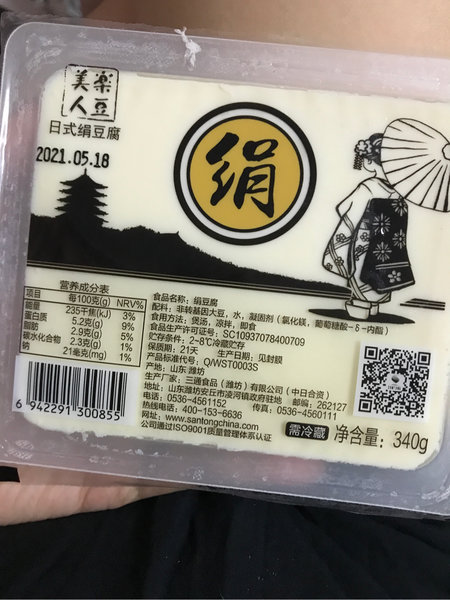 美樂
人豆
日式绢豆腐
2021.05.18
绢
营养成分表
项目 每100克(g) NRV%
能量 235千焦(kJ) 3%
蛋白质 5.2克(g) 9%
脂肪 2.9克(g) 5%
碳水化合物 2.3克(g) 1%
钠 21毫克(mg) 1%
食品名称：绢豆腐
配料：非转基因大豆，水，凝固剂（氯化镁，葡萄糖酸-δ-内酯）
食用方法：煲汤，凉拌，即食
食品生产许可证号：SC10937078400709
贮存条件：2~8℃冷藏贮存
保质期：21天 生产日期：见封膜
产品标准代号：Q/WST0003S
产地：山东 潍坊
生产厂家：三通食品（潍坊）有限公司（中日合资）
地址：山东潍坊安丘市凌河镇政府驻地 邮编：262127
电话：0536-4561152 传真：0536-4560111
服务热线：400-153-6636
www.santongchina.com
公司通过ISO9001质量管理体系认证
6 942291 300855
需冷藏 净含量：340g